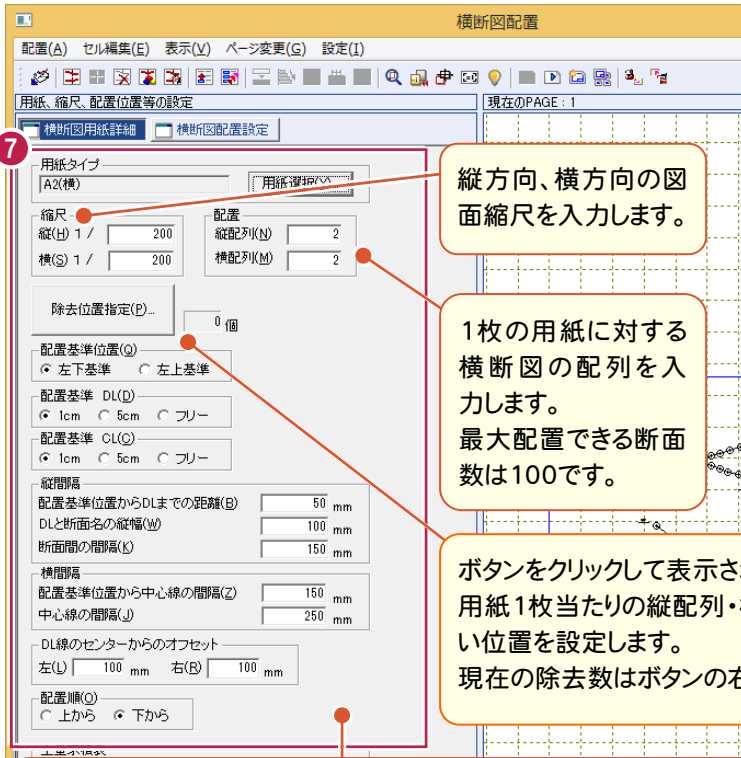 横断図配置
配置(A) セル編集(E) 表示(V) ページ変更(G) 設定(I)
用紙、縮尺、配置位置等の設定
現在のPAGE : 1
横断図用紙詳細 横断図配置設定
7
用紙タイプ
A2(横) 用紙選択(X)...
縮尺 配置
縦(H) 1 / 200 縦配列(N) 2
横(S) 1 / 200 横配列(M) 2
除去位置指定(P)... 0 個
配置基準位置(Q)
左下基準 左上基準
配置基準 DL(D)
1cm 5cm フリー
配置基準 CL(C)
1cm 5cm フリー
縦間隔
配置基準位置からDLまでの距離(B) 50 mm
DLと断面名の縦幅(W) 100 mm
断面間の間隔(K) 150 mm
横間隔
配置基準位置から中心線の間隔(Z) 150 mm
中心線の間隔(J) 250 mm
DL線のセンターからのオフセット
左(L) 100 mm 右(R) 100 mm
配置順(O)
上から 下から
縦方向、横方向の図
面縮尺を入力します。
1枚の用紙に対する
横断図の配列を入
力します。
最大配置できる断面
数は100です。
ボタンをクリックして表示さ
用紙1枚当たりの縦配列・
い位置を設定します。
現在の除去数はボタンの右